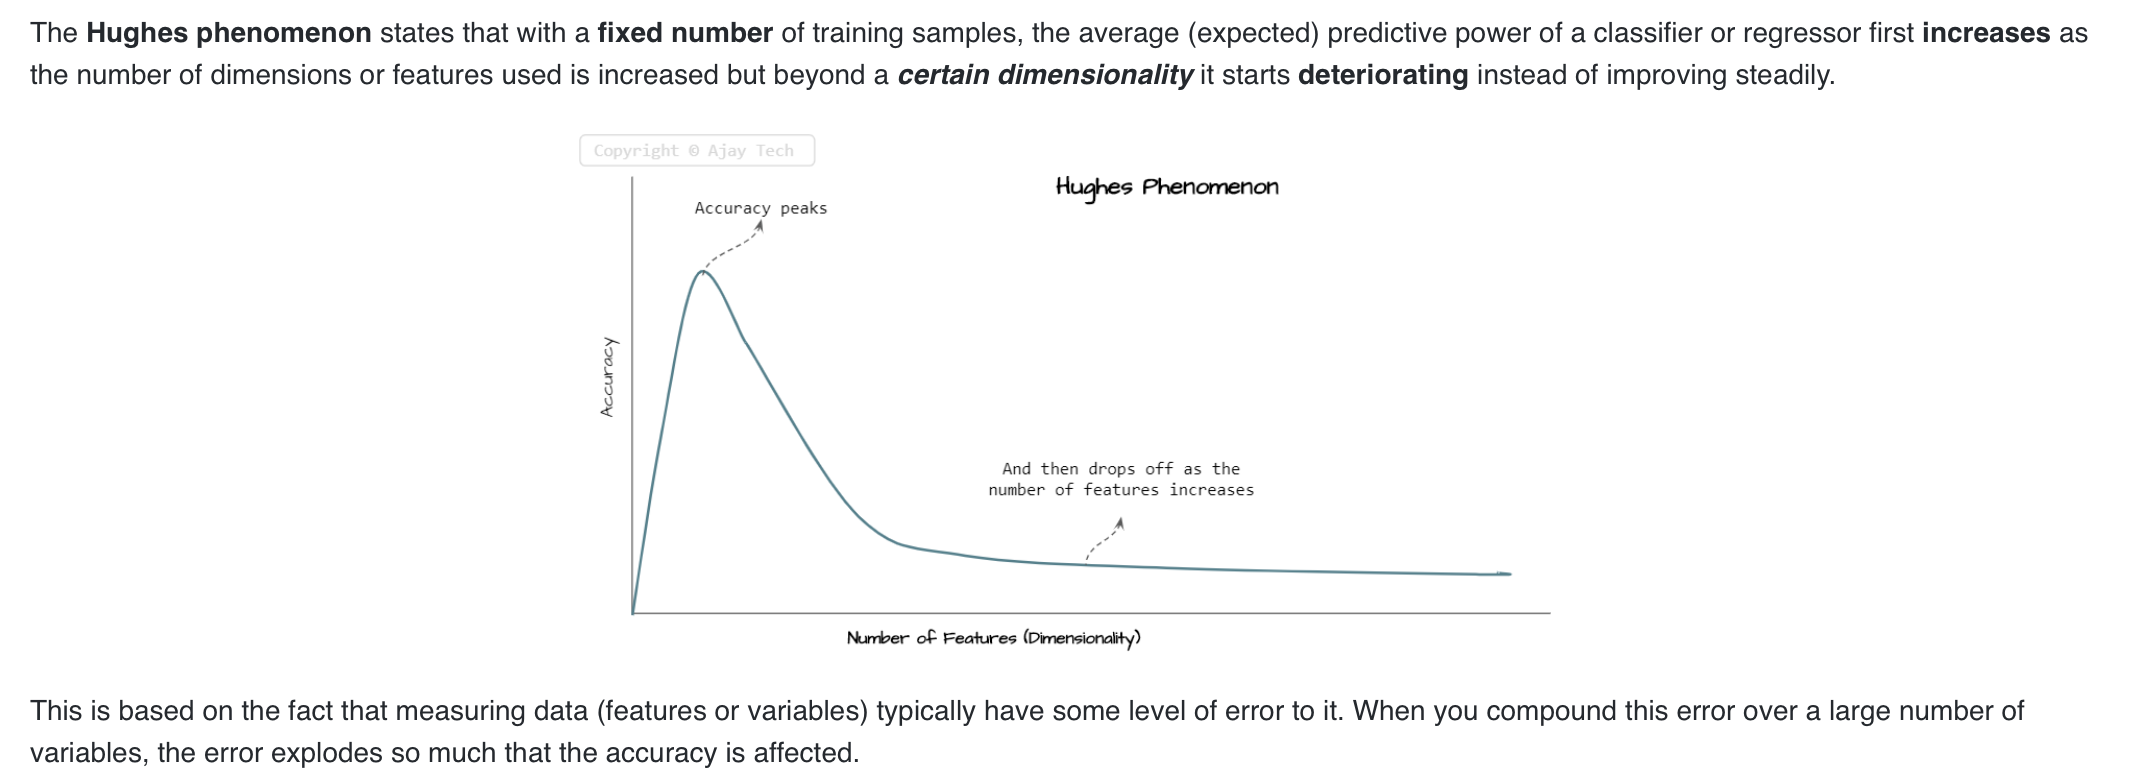 The Hughes phenomenon states that with a fixed number of training samples, the average (expected) predictive power of a classifier or regressor first increases as
the number of dimensions or features used is increased but beyond a certain dimensionality it starts deteriorating instead of improving steadily.
Copyright © Ajay Tech
Hughes Phenomenon
Accuracy peaks
Accuracy
And then drops off as the
number of features increases
Number of Features (Dimensionality)
This is based on the fact that measuring data (features or variables) typically have some level of error to it. When you compound this error over a large number of
variables, the error explodes so much that the accuracy is affected.